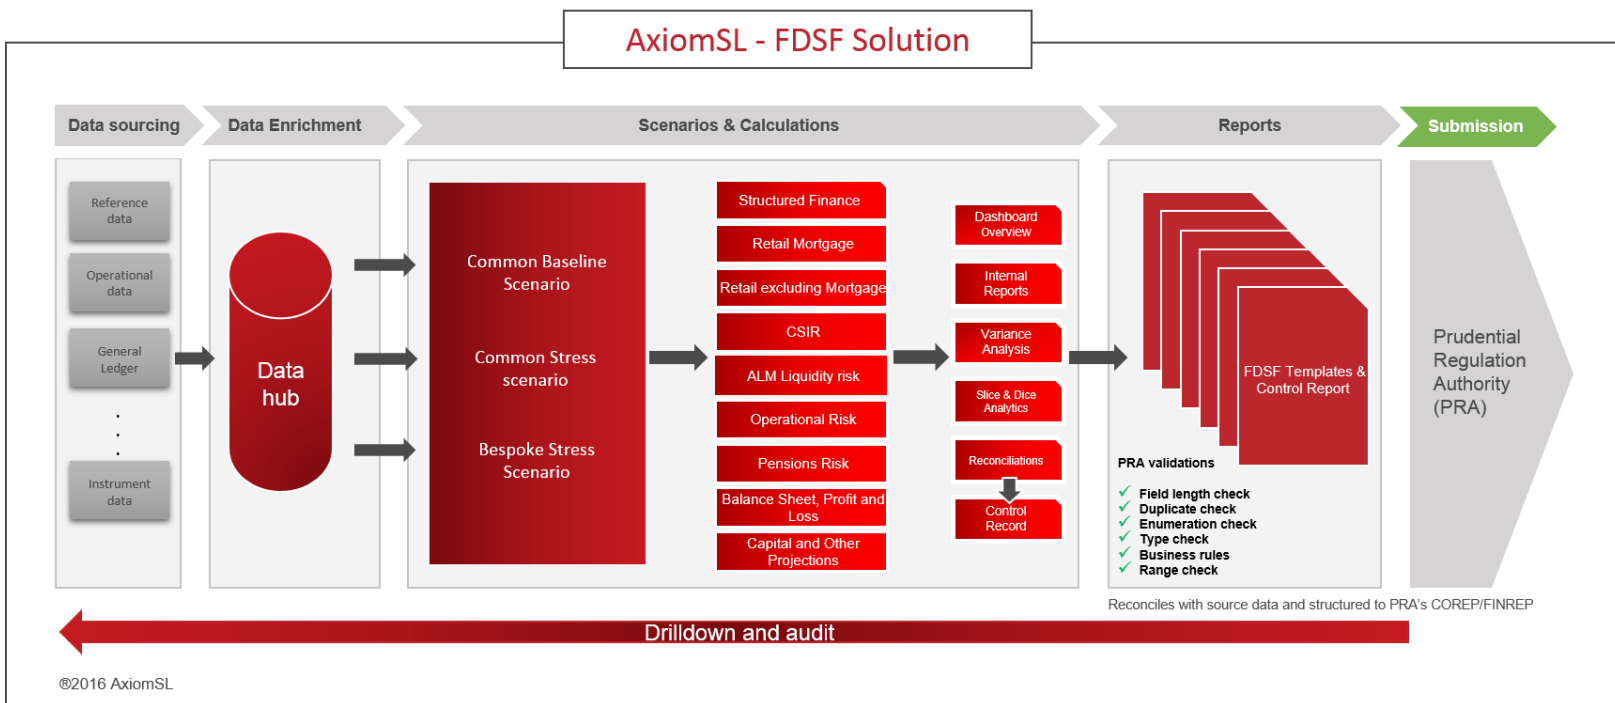 AxiomSL - FDSF Solution
Data sourcing
Data Enrichment
Scenarios & Calculations
Reports
Submission
Reference
data
Operational
data
General
Ledger
.
.
.
Instrument
data
Data
hub
Common Baseline
Scenario
Common Stress
scenario
Bespoke Stress
Scenario
Structured Finance
Retail Mortgage
Retail excluding Mortgage
CSIR
ALM Liquidity risk
Operational Risk
Pensions Risk
Balance Sheet, Profit and
Loss
Capital and Other
Projections
Dashboard
Overview
Internal
Reports
Variance
Analysis
Slice & Dice
Analytics
Reconciliations
Control
Record
FDSF Templates &
Control Report
PRA validations
✓ Field length check
✓ Duplicate check
✓ Enumeration check
✓ Type check
✓ Business rules
✓ Range check
Prudential
Regulation
Authority
(PRA)
Reconciles with source data and structured to PRA's COREP/FINREP
Drilldown and audit
®2016 AxiomSL